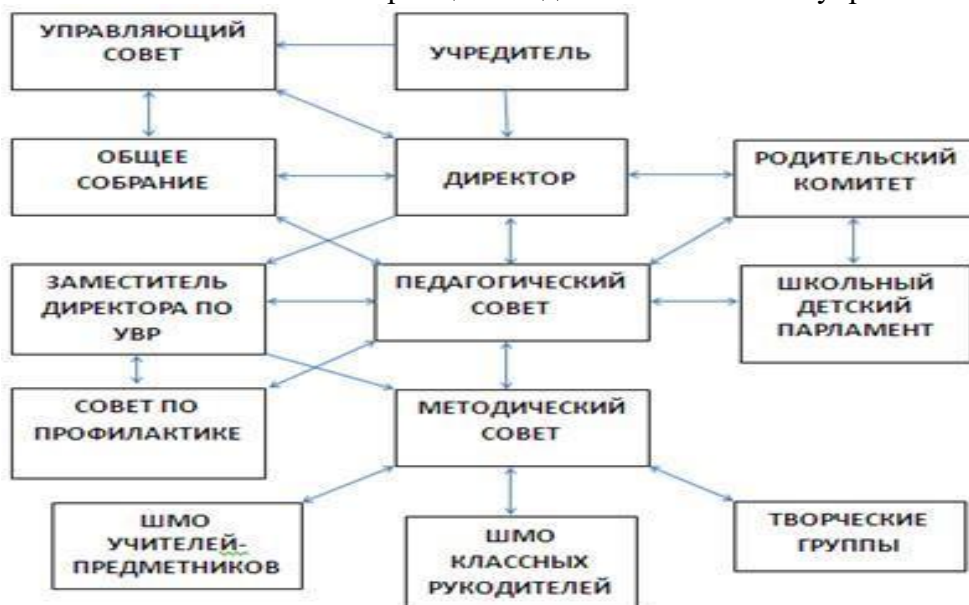 УПРАВЛЯЮЩИЙ
СОВЕТ
УЧРЕДИТЕЛЬ
ОБЩЕЕ
СОБРАНИЕ
ДИРЕКТОР
РОДИТЕЛЬСКИЙ
КОМИТЕТ
ЗАМЕСТИТЕЛЬ
ДИРЕКТОРА ПО
УВР
ПЕДАГОГИЧЕСКИЙ
СОВЕТ
ШКОЛЬНЫЙ
ДЕТСКИЙ
ПАРЛАМЕНТ
СОВЕТ ПО
ПРОФИЛАКТИКЕ
МЕТОДИЧЕСКИЙ
СОВЕТ
ШМО
УЧИТЕЛЕЙ-
ПРЕДМЕТНИКОВ
ШМО
КЛАССНЫХ
РУКОДИТЕЛЕЙ
ТВОРЧЕСКИЕ
ГРУППЫ